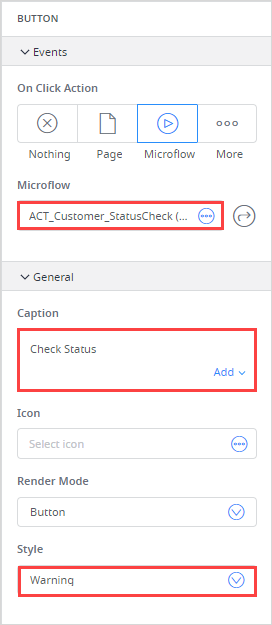 BUTTON
Events
On Click Action
Nothing Page Microflow More
Microflow
ACT_Customer_StatusCheck (...
General
Caption
Check Status
Add
Icon
Select icon
Render Mode
Button
Style
Warning